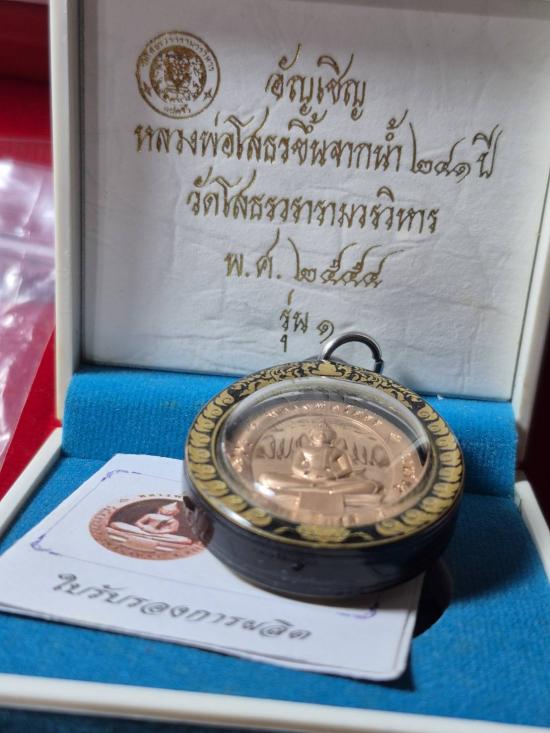 อัญเชิญ
หลวงพ่อโสธรขึ้นจากน้ำ ๒๔๑ ปี
วัดโสธรวรารามวรวิหาร
พ.ศ. ๒๕๕๔
รุ่น ๑
ใบรับรองการผลิต